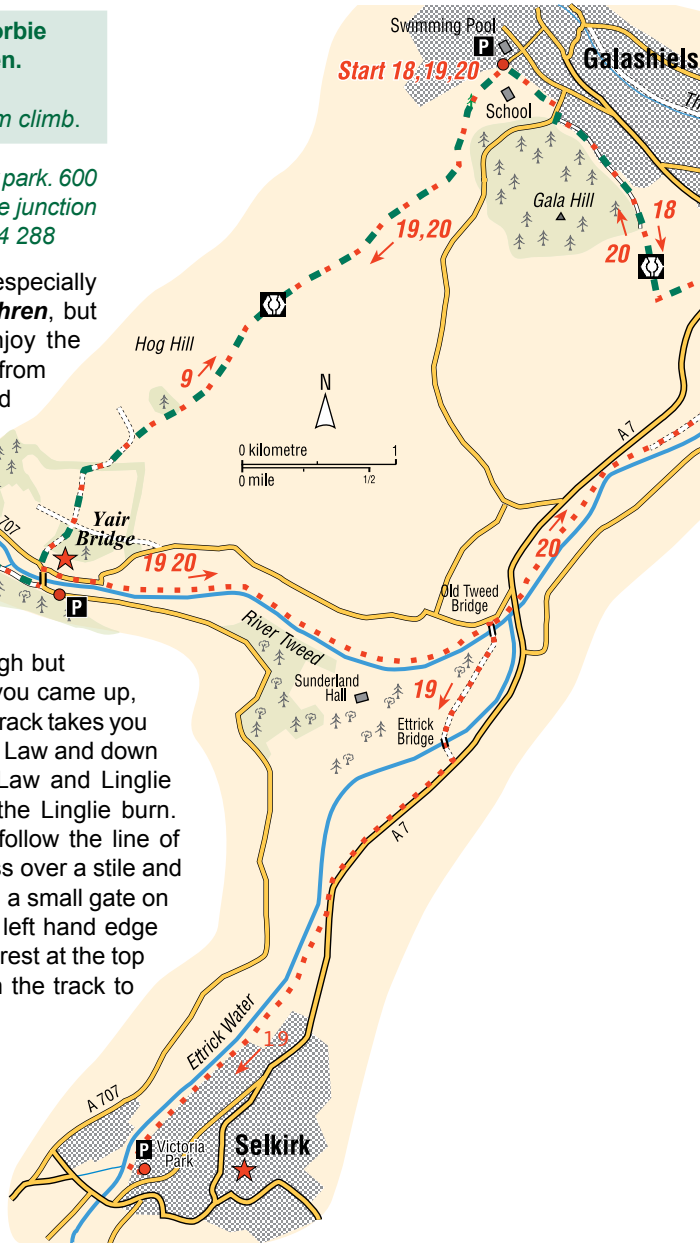 orbie
n.
m climb.
park. 600
e junction
4 288
especially
hren, but
njoy the
from
d
gh but
you came up,
rack takes you
Law and down
Law and Linglie
the Linglie burn.
follow the line of
ss over a stile and
a small gate on
left hand edge
rest at the top
n the track to
Swimming Pool
P
Galashiels
Start 18,19,20
Th
School
Gala Hill
18
20
19,20
Hog Hill
9
N
0 kilometre 1
0 mile 1/2
A 7
707
Yair
Bridge
19 20
P
20
Old Tweed
Bridge
River Tweed
Sunderland
Hall
19
Ettrick
Bridge
A 7
Ettrick Water
19
A 707
P
Victoria
Park
Selkirk